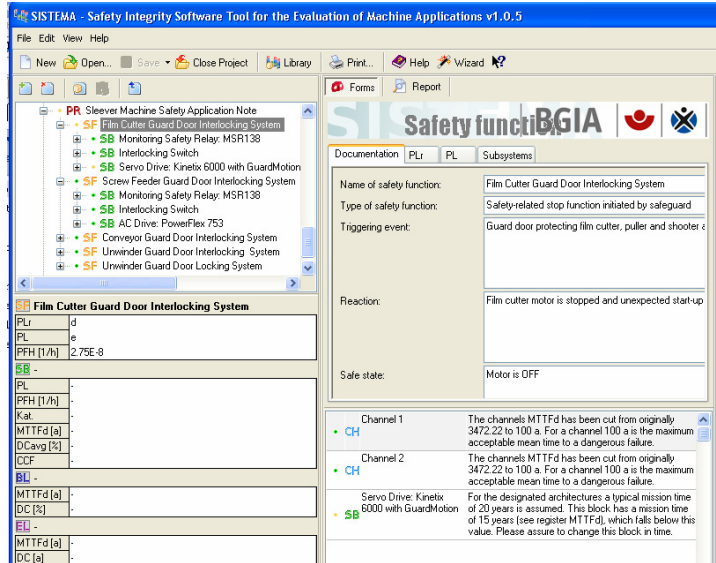 SISTEMA - Safety Integrity Software Tool for the Evaluation of Machine Applications v1.0.5
File Edit View Help
New Open... Save Close Project Library Print... Help Wizard
Forms Report
PR Sleever Machine Safety Application Note
SF Film Cutter Guard Door Interlocking System
SB Monitoring Safety Relay: MSR138
SB Interlocking Switch
SB Servo Drive: Kinetix 6000 with GuardMotion
SF Screw Feeder Guard Door Interlocking System
SB Monitoring Safety Relay: MSR138
SB Interlocking Switch
SB AC Drive: PowerFlex 753
SF Conveyor Guard Door Interlocking System
SF Unwinder Guard Door Interlocking System
SF Unwinder Guard Door Locking System
SF Film Cutter Guard Door Interlocking System
PLr d
PL e
PFH [1/h] 2.75E-8
SB -
PL -
PFH [1/h] -
Kat. -
MTTFd [a] -
DCavg [%] -
CCF -
BL -
MTTFd [a] -
DC [%] -
EL -
MTTFd [a] -
DC [a] -
Safety functi
BGIA
Documentation PLr PL Subsystems
Name of safety function: Film Cutter Guard Door Interlocking System
Type of safety function: Safety-related stop function initiated by safeguard
Triggering event: Guard door protecting film cutter, puller and shooter a
Reaction: Film cutter motor is stopped and unexpected start-up
Safe state: Motor is OFF
CH Channel 1 The channels MTTFd has been cut from originally
3472.22 to 100 a. For a channel 100 a is the maximum
acceptable mean time to a dangerous failure.
CH Channel 2 The channels MTTFd has been cut from originally
3472.22 to 100 a. For a channel 100 a is the maximum
acceptable mean time to a dangerous failure.
SB Servo Drive: Kinetix For the designated architectures a typical mission time
6000 with GuardMotion of 20 years is assumed. This block has a mission time
of 15 years (see register MTTFd), which falls below this
value. Please assure to change this block in time.